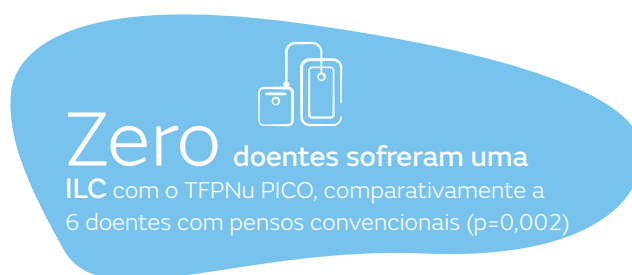 Zero doentes sofreram uma
ILC com o TFPNu PICO, comparativamente a
6 doentes com pensos convencionais (p=0,002)